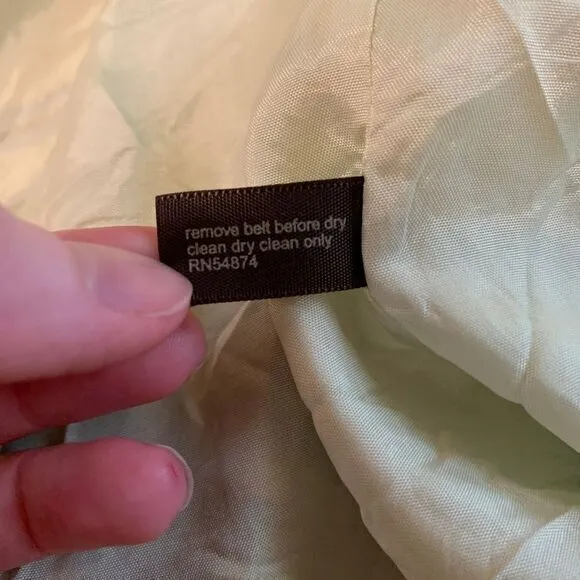 remove belt before dry
clean dry clean only
RN54874